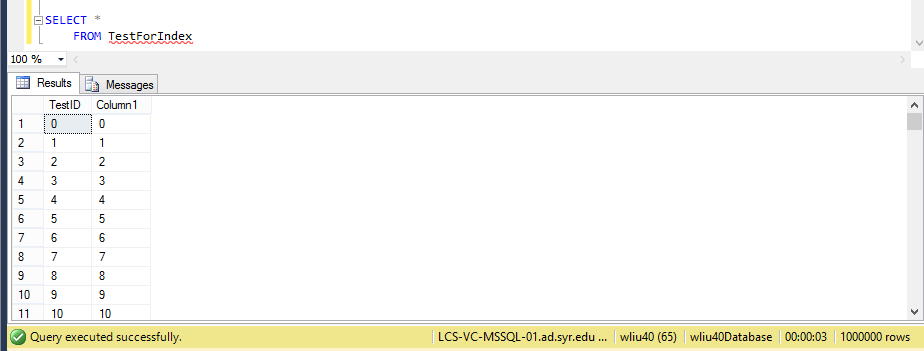 SELECT *
FROM TestForIndex
100 %
Results Messages
TestID Column1
1 0 0
2 1 1
3 2 2
4 3 3
5 4 4
6 5 5
7 6 6
8 7 7
9 8 8
10 9 9
11 10 10
Query executed successfully. LCS-VC-MSSQL-01.ad.syr.edu ... wliu40 (65) wliu40Database 00:00:03 1000000 rows